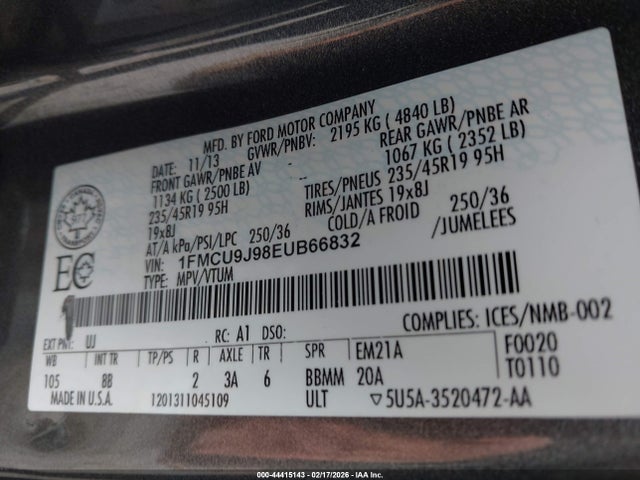 MFD. BY FORD MOTOR COMPANY
DATE: 11/13 GVWR/PNBV: 2195 KG ( 4840 LB)
FRONT GAWR/PNBE AV REAR GAWR/PNBE AR
1134 KG ( 2500 LB) 1067 KG ( 2352 LB)
235/45R19 95H TIRES/PNEUS 235/45R19 95H
19x8J RIMS/JANTES 19x8J
AT/A kPa/PSI/LPC 250/36 COLD/A FROID 250/36
VIN: 1FMCU9J98EUB66832 /JUMELEES
TYPE: MPV/VTUM
EC
COMPLIES: ICES/NMB-002
EXT PNT: UJ RC: A1 DSO:
WB INT TR TP/PS R AXLE TR SPR EM21A F0020
105 8B 2 3A 6 BBMM 20A T0110
MADE IN U.S.A. 1201311045109 ULT ▽5U5A-3520472-AA
000-44415143 - 02/17/2026 - IAA Inc.